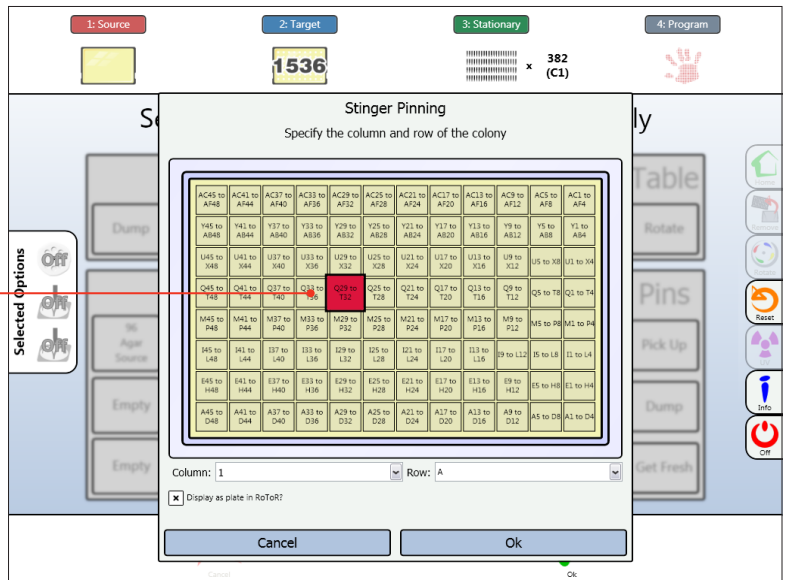 1: Source
2: Target
3: Stationary
4: Program
1536
x
382
(C1)
Se
ly
Stinger Pinning
Specify the column and row of the colony
AC45 to AF48 AC41 to AF44 AC37 to AF40 AC33 to AF36 AC29 to AF32 AC25 to AF28 AC21 to AF24 AC17 to AF20 AC13 to AF16 AC9 to AF12 AC5 to AF8 AC1 to AF4
Y45 to AB48 Y41 to AB44 Y37 to AB40 Y33 to AB36 Y29 to AB32 Y25 to AB28 Y21 to AB24 Y17 to AB20 Y13 to AB16 Y9 to AB12 Y5 to AB8 Y1 to AB4
U45 to X48 U41 to X44 U37 to X40 U33 to X36 U29 to X32 U25 to X28 U21 to X24 U17 to X20 U13 to X16 U9 to X12 U5 to X8 U1 to X4
Q45 to T48 Q41 to T44 Q37 to T40 Q33 to T36 Q29 to T32 Q25 to T28 Q21 to T24 Q17 to T20 Q13 to T16 Q9 to T12 Q5 to T8 Q1 to T4
M45 to P48 M41 to P44 M37 to P40 M33 to P36 M29 to P32 M25 to P28 M21 to P24 M17 to P20 M13 to P16 M9 to P12 M5 to P8 M1 to P4
I45 to L48 I41 to L44 I37 to L40 I33 to L36 I29 to L32 I25 to L28 I21 to L24 I17 to L20 I13 to L16 I9 to L12 I5 to L8 I1 to L4
E45 to H48 E41 to H44 E37 to H40 E33 to H36 E29 to H32 E25 to H28 E21 to H24 E17 to H20 E13 to H16 E9 to H12 E5 to H8 E1 to H4
A45 to D48 A41 to D44 A37 to D40 A33 to D36 A29 to D32 A25 to D28 A21 to D24 A17 to D20 A13 to D16 A9 to D12 A5 to D8 A1 to D4
Column: 1
Row: A
x Display as plate in RoToR?
Cancel
Ok
Selected Options
Off
Off
Off
Dump
96
Agar
Source
Empty
Empty
Table
Rotate
Pins
Pick Up
Dump
Get Fresh
Home
Rotate
Reset
UV
Info
Off
Cancel
Ok